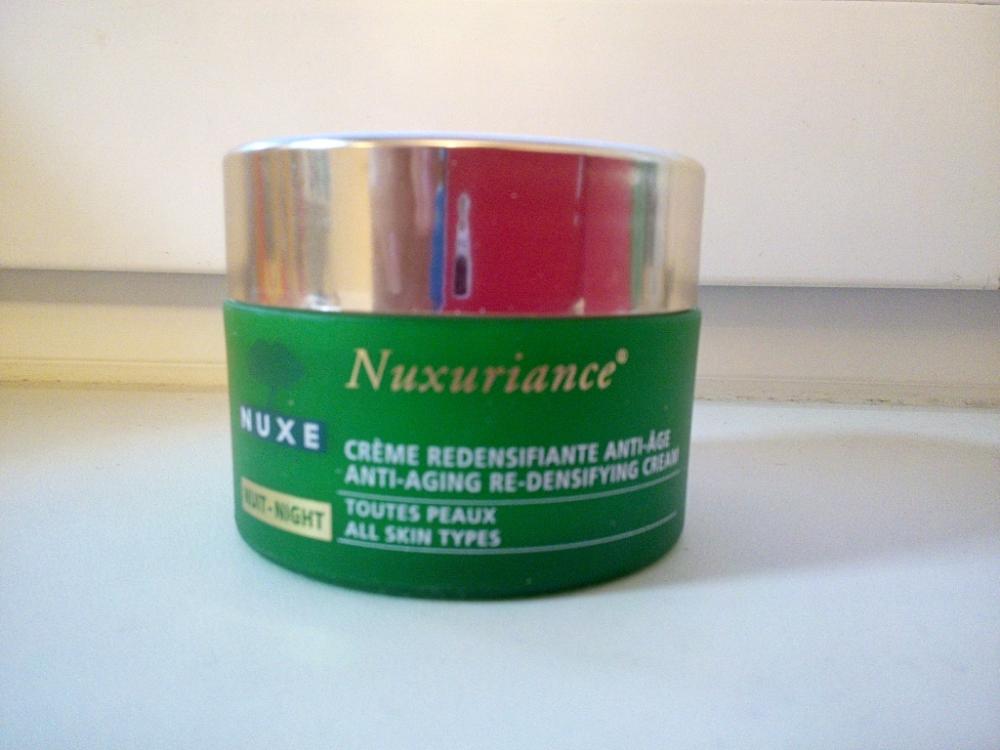 Nuxuriance®
NUXE
CRÈME REDENSIFIANTE ANTI-ÂGE
ANTI-AGING RE-DENSIFYING CREAM
NUIT-NIGHT
TOUTES PEAUX
ALL SKIN TYPES